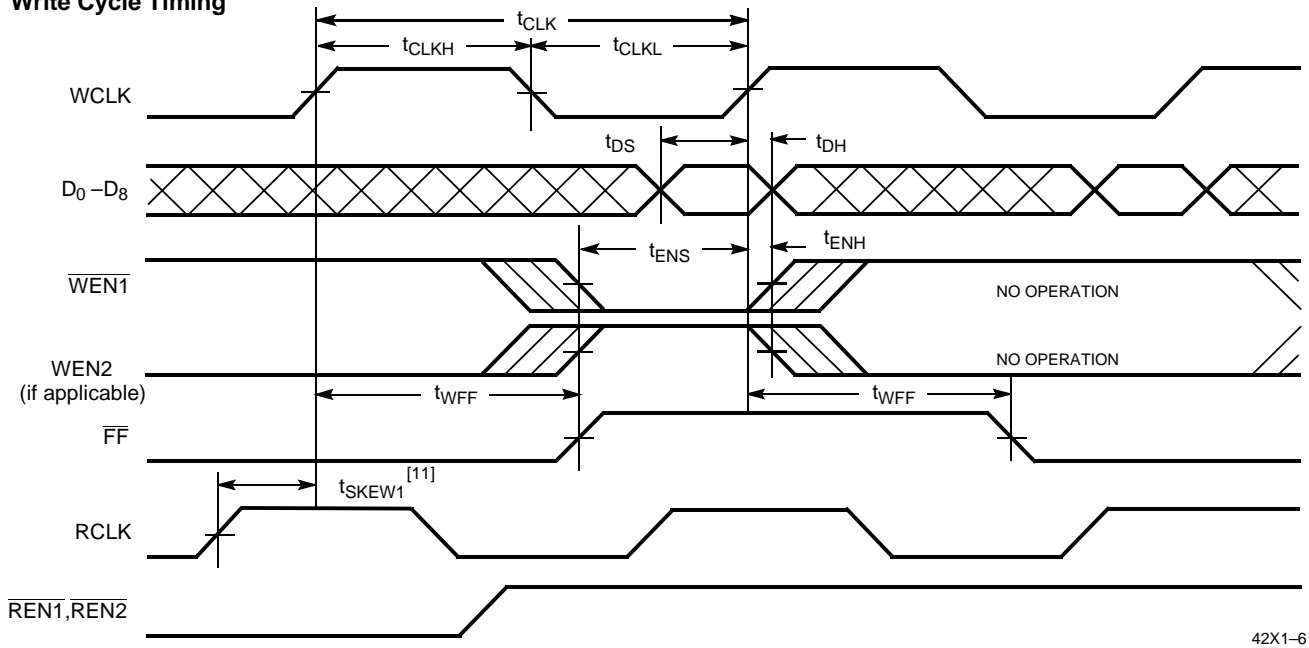 Write Cycle Timing
tCLK
tCLKH
tCLKL
WCLK
tDS
tDH
D0 –D8
tENS
tENH
WEN1
NO OPERATION
WEN2
(if applicable)
NO OPERATION
tWFF
tWFF
FF
tSKEW1[11]
RCLK
REN1,REN2
42X1–6